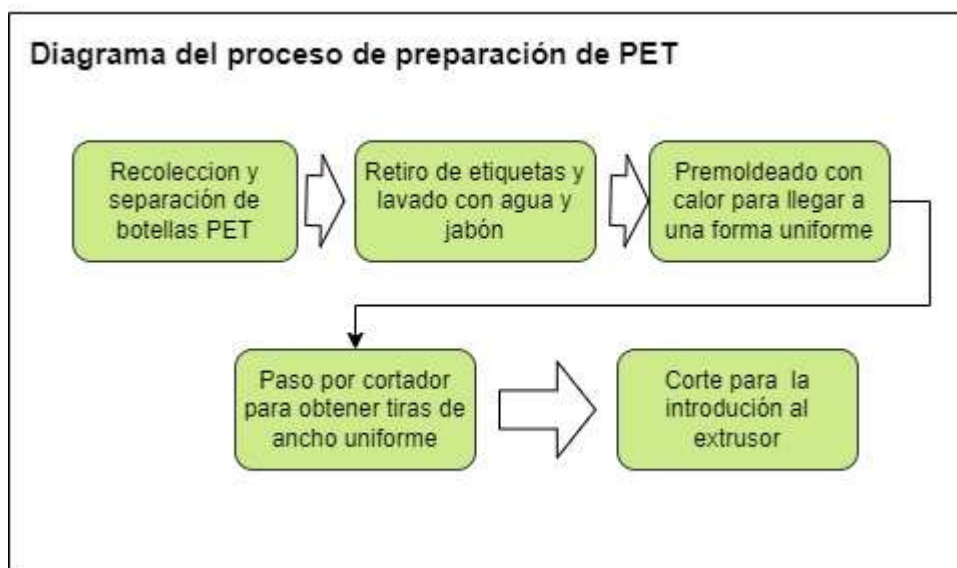 Diagrama del proceso de preparación de PET
Recoleccion y
separación de
botellas PET
Retiro de etiquetas y
lavado con agua y
jabón
Premoldeado con
calor para llegar a
una forma uniforme
Paso por cortador
para obtener tiras de
ancho uniforme
Corte para la
introdución al
extrusor